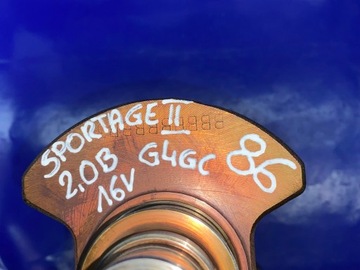 SPORTAGE II
2.0B G4GC 86
16V